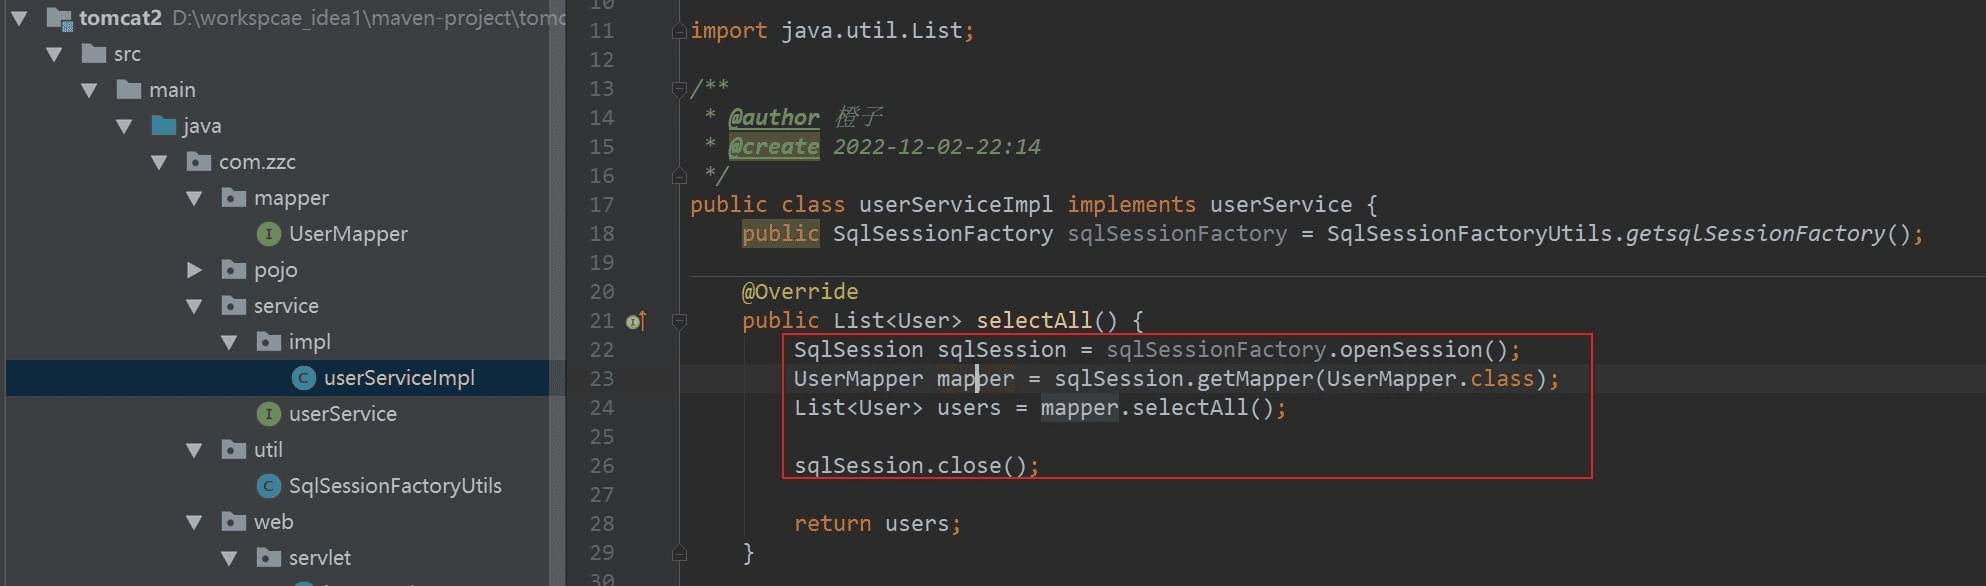 tomcat2 D:\workspcae_idea1\maven-project\tomc
src
main
java
com.zzc
mapper
UserMapper
pojo
service
impl
userServiceImpl
userService
util
SqlSessionFactoryUtils
web
servlet
10
11 import java.util.List;
12
13 /**
14 * @author 橙子
15 * @create 2022-12-02-22:14
16 */
17 public class userServiceImpl implements userService {
18 public SqlSessionFactory sqlSessionFactory = SqlSessionFactoryUtils.getsqlSessionFactory();
19
20 @Override
21 public List<User> selectAll() {
22 SqlSession sqlSession = sqlSessionFactory.openSession();
23 UserMapper mapper = sqlSession.getMapper(UserMapper.class);
24 List<User> users = mapper.selectAll();
25
26 sqlSession.close();
27
28 return users;
29 }
30